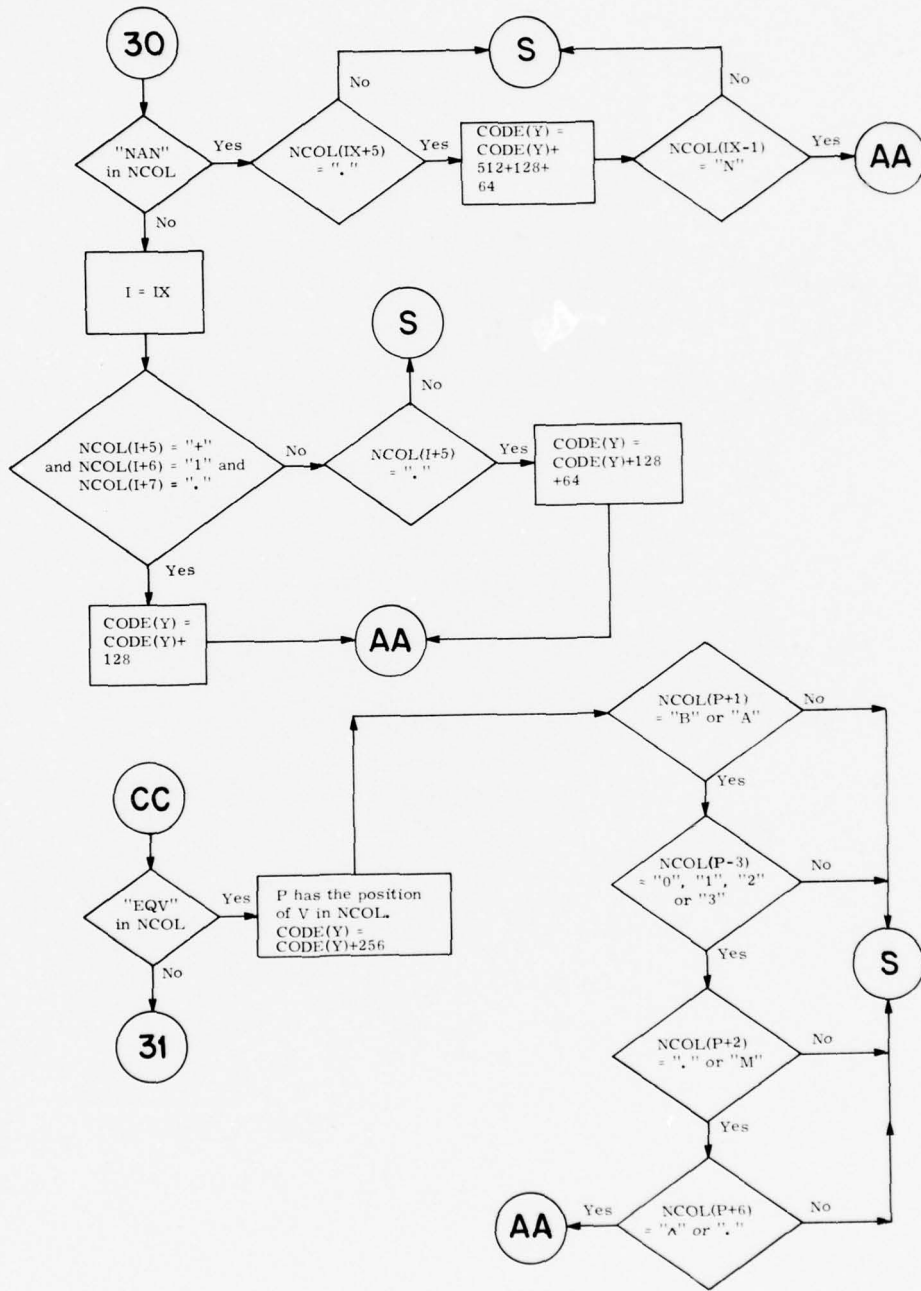 30
S
No
No
"NAN"
in NCOL
Yes
NCOL(IX+5)
= "."
Yes
CODE(Y) =
CODE(Y)+
512+128+
64
NCOL(IX-1)
= "N"
Yes
AA
No
I = IX
S
No
NCOL(I+5) = "+"
and NCOL(I+6) = "1" and
NCOL(I+7) = "."
No
NCOL(I+5)
= "."
Yes
CODE(Y) =
CODE(Y)+128
+64
Yes
CODE(Y) =
CODE(Y)+
128
AA
NCOL(P+1)
= "B" or "A"
No
Yes
CC
"EQV"
in NCOL
Yes
P has the position
of V in NCOL.
CODE(Y) =
CODE(Y)+256
No
31
NCOL(P-3)
= "0", "1", "2"
or "3"
No
Yes
S
NCOL(P+2)
= "." or "M"
No
Yes
NCOL(P+6)
= "^" or "."
No
Yes
AA